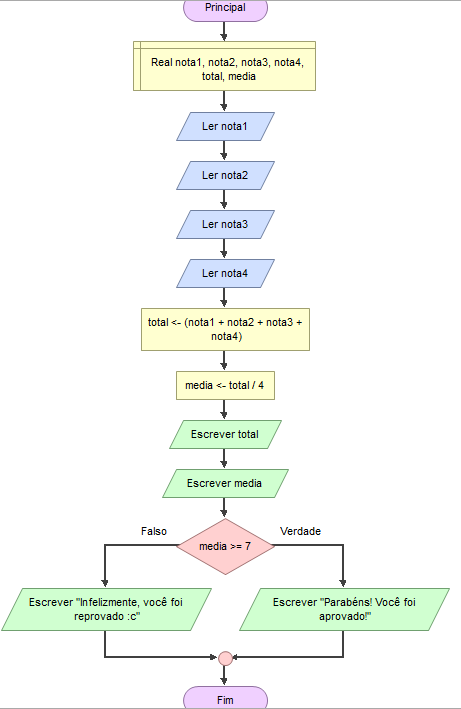 Principal
Real nota1, nota2, nota3, nota4,
total, media
Ler nota1
Ler nota2
Ler nota3
Ler nota4
total <- (nota1 + nota2 + nota3 +
nota4)
media <- total / 4
Escrever total
Escrever media
Falso
Verdade
media >= 7
Escrever "Infelizmente, você foi
reprovado :c"
Escrever "Parabéns! Você foi
aprovado!"
Fim